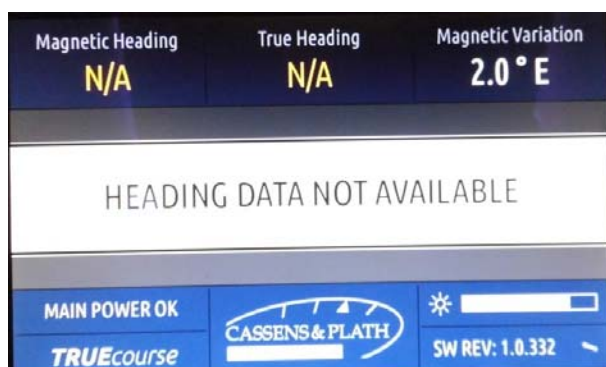 Magnetic Heading
True Heading
Magnetic Variation
N/A
N/A
2.0° E
HEADING DATA NOT AVAILABLE
MAIN POWER OK
TRUEcourse
CASSENS & PLATH
SW REV: 1.0.332